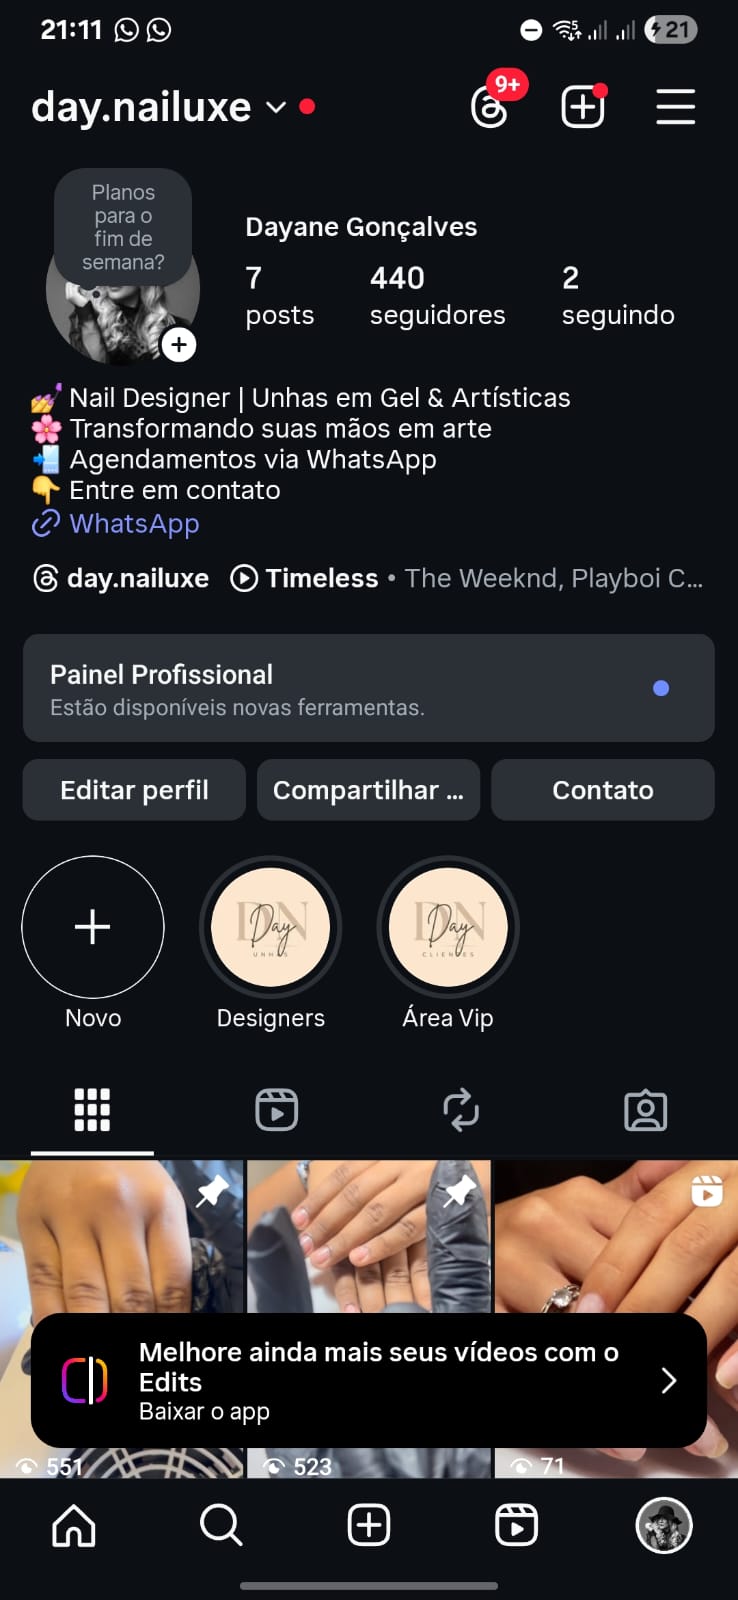 21:11
21
day.nailuxe
9+
Planos
para o
fim de
semana?
Dayane Gonçalves
7 440 2
posts seguidores seguindo
💅 Nail Designer | Unhas em Gel & Artísticas
🌸 Transformando suas mãos em arte
📲 Agendamentos via WhatsApp
👇 Entre em contato
WhatsApp
day.nailuxe Timeless • The Weeknd, Playboi C...
Painel Profissional
Estão disponíveis novas ferramentas.
Editar perfil Compartilhar ... Contato
DN DN
Day Day
UNHAS CLIENTES
Novo Designers Área Vip
Melhore ainda mais seus vídeos com o
Edits
Baixar o app
551 523 71